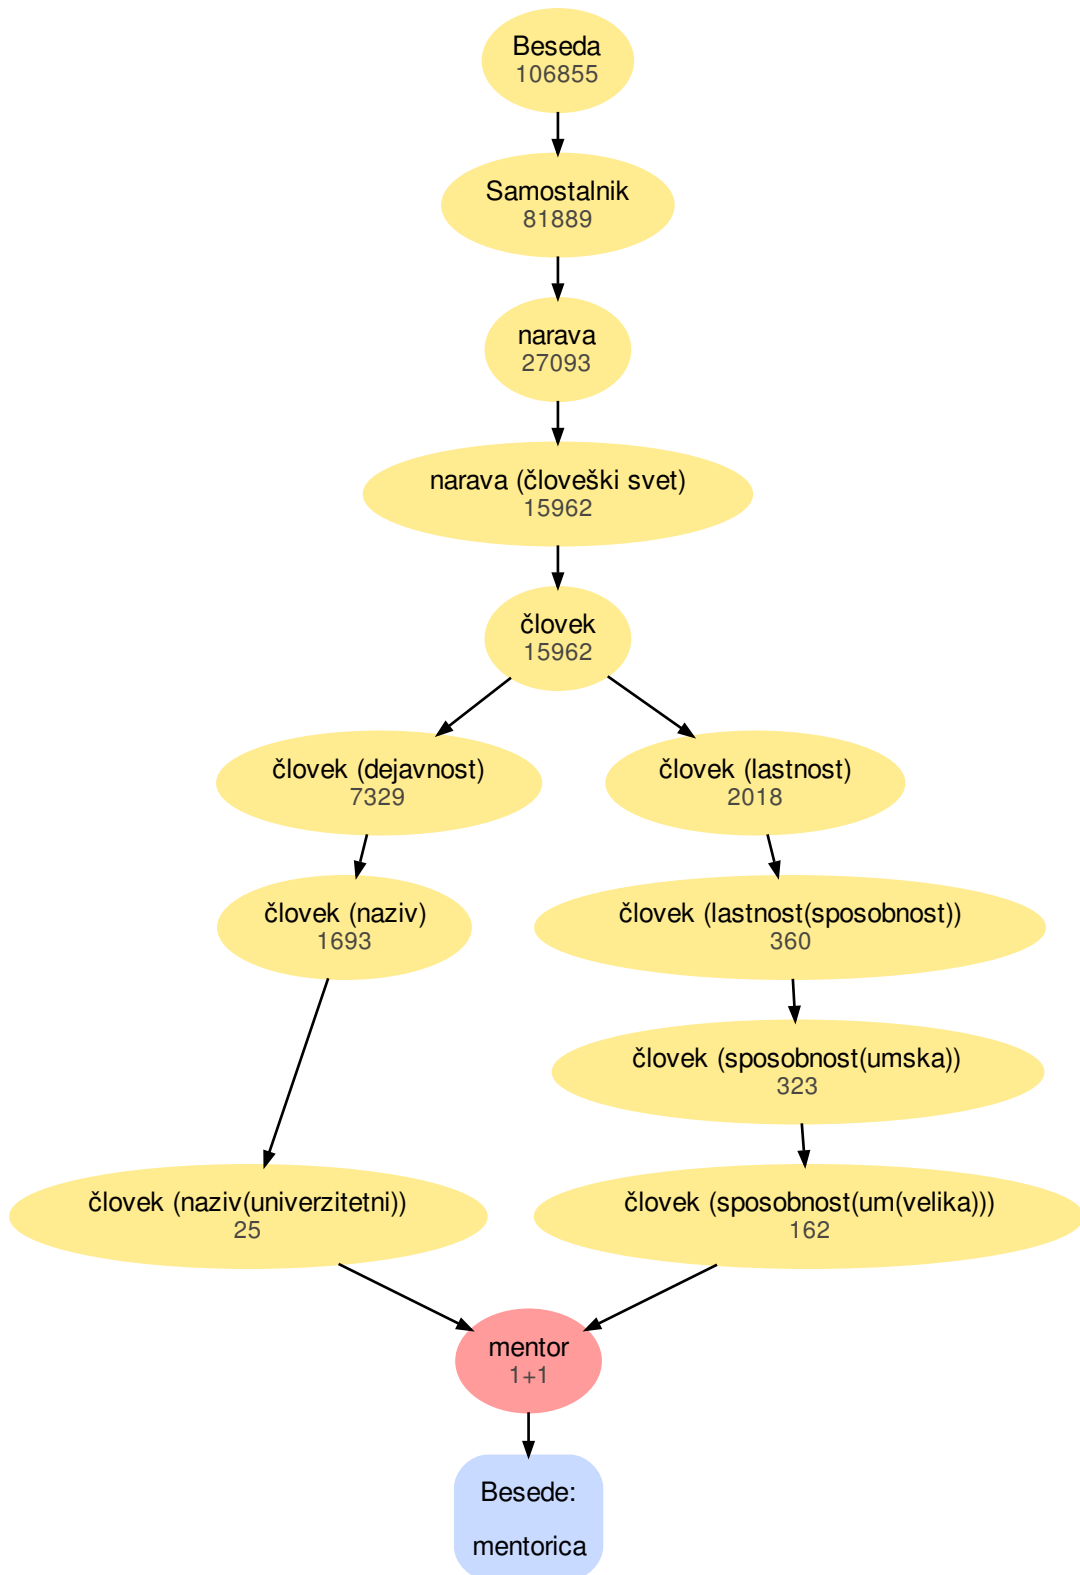 Beseda
106855
Samostalnik
81889
narava
27093
narava (človeški svet)
15962
človek
15962
človek (dejavnost)
7329
človek (lastnost)
2018
človek (naziv)
1693
človek (lastnost(sposobnost))
360
človek (sposobnost(umska))
323
človek (naziv(univerzitetni))
25
človek (sposobnost(um(velika)))
162
mentor
1+1
Besede:
mentorica